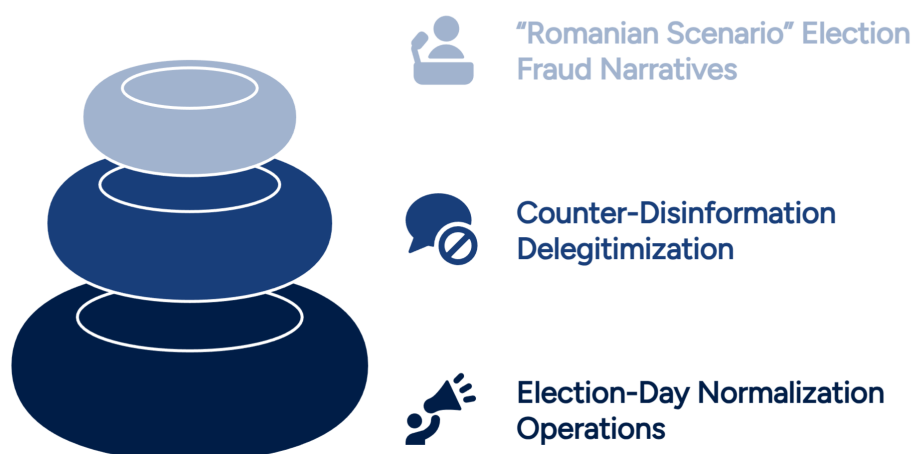 “Romanian Scenario” Election
Fraud Narratives
Counter-Disinformation
Delegitimization
Election-Day Normalization
Operations